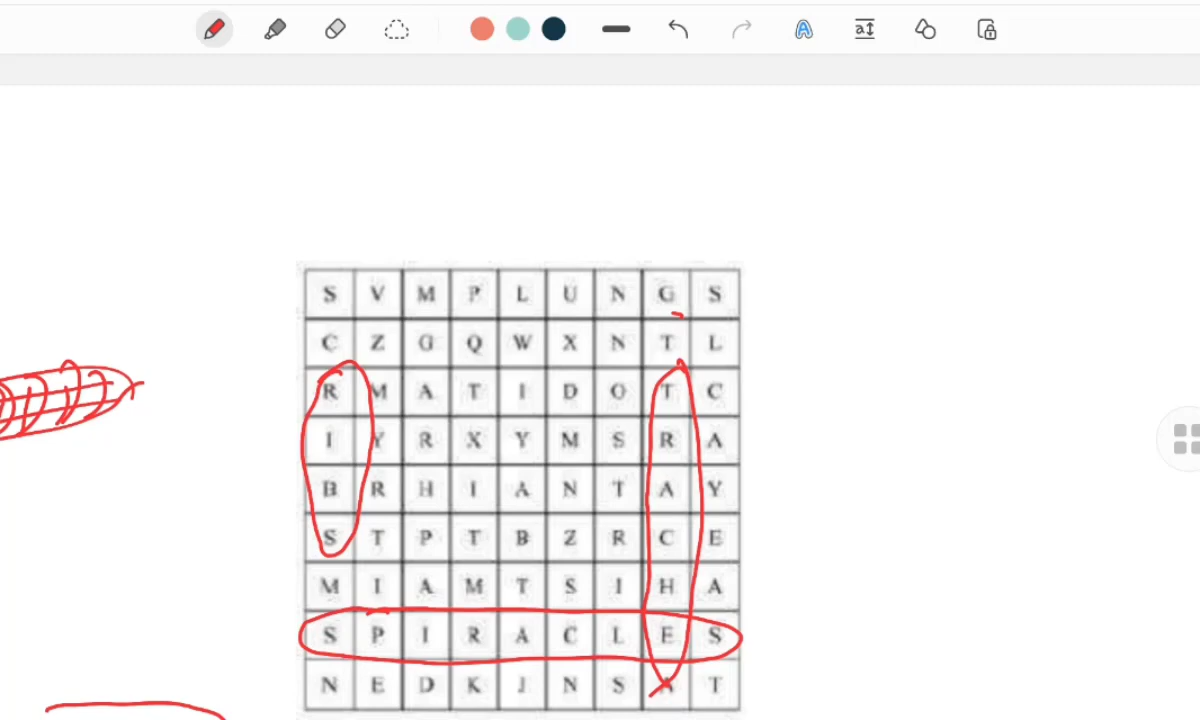 S V M P L U N G S
C Z G Q W X N T L
R M A T I D O T C
I Y R X Y M S R A
B R H I A N T A Y
S T P T B Z R C E
M I A M T S I H A
S P I R A C L E S
N E D K J N S A T